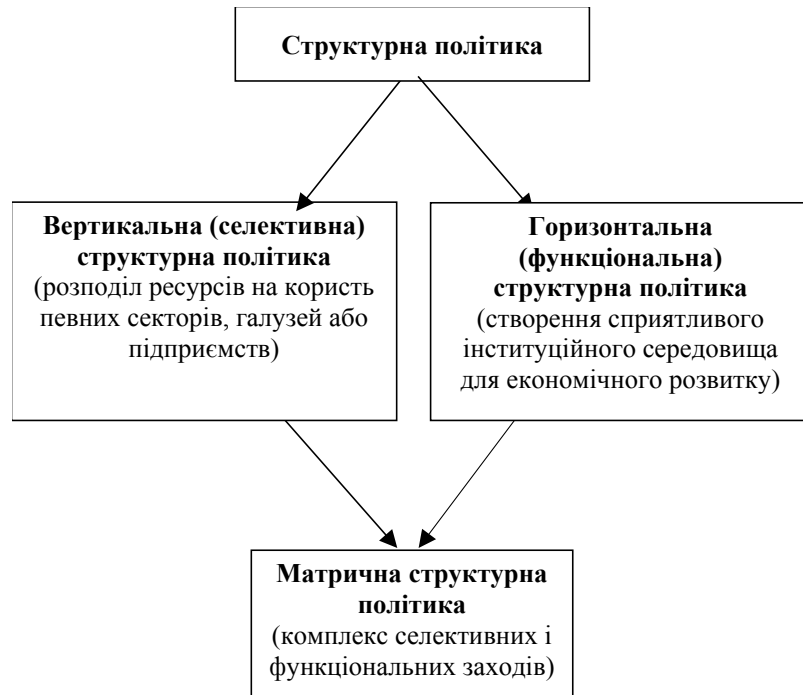 Структурна політика
Вертикальна (селективна)
структурна політика
(розподіл ресурсів на користь
певних секторів, галузей або
підприємств)
Горизонтальна
(функціональна)
структурна політика
(створення сприятливого
інституційного середовища
для економічного розвитку)
Матрична структурна
політика
(комплекс селективних і
функціональних заходів)